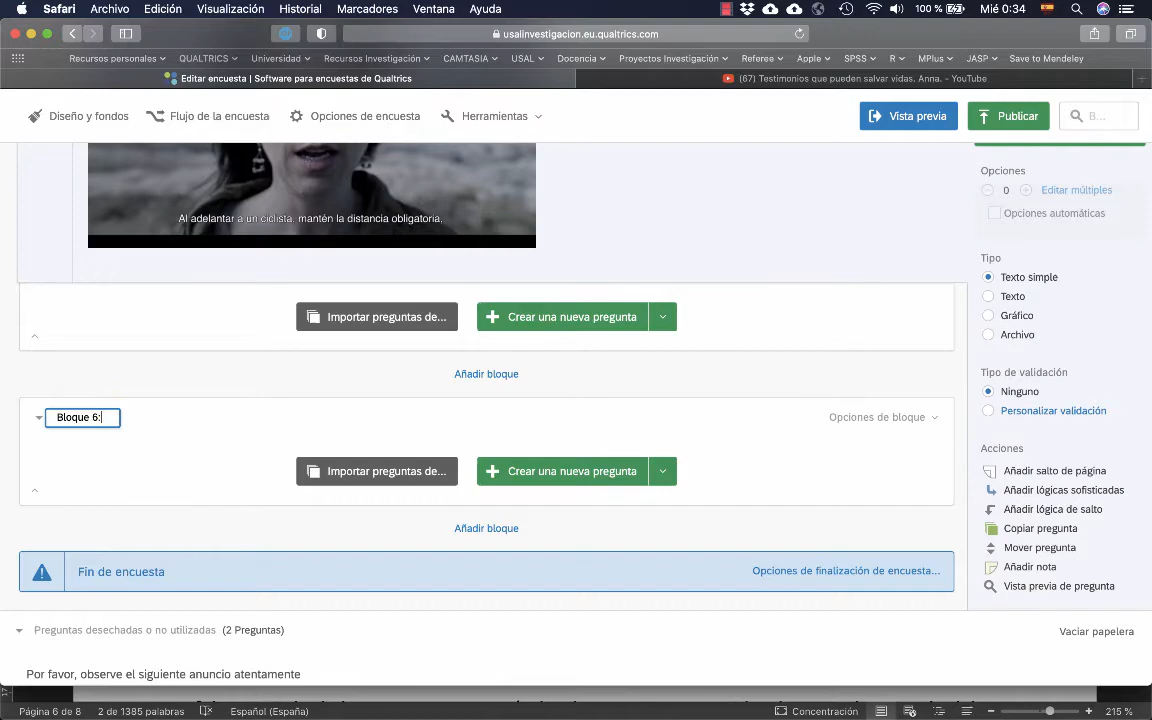 Safari Archivo Edición Visualización Historial Marcadores Ventana Ayuda 100 % Mié 0:34
usalinvestigacion.eu.qualtrics.com
Recursos personales QUALTRICS Universidad Recursos Investigación CAMTASIA USAL Docencia Proyectos Investigación Referee Apple SPSS R MPlus JASP Save to Mendeley
Editar encuesta | Software para encuestas de Qualtrics (67) Testimonios que pueden salvar vidas. Anna. - YouTube
Diseño y fondos Flujo de la encuesta Opciones de encuesta Herramientas Vista previa Publicar B...
Opciones
0 Editar múltiples
Opciones automáticas
Al adelantar a un ciclista, mantén la distancia obligatoria.
Tipo
Texto simple
Texto
Gráfico
Archivo
Importar preguntas de... Crear una nueva pregunta
Añadir bloque
Tipo de validación
Ninguno
Personalizar validación
Bloque 6: Opciones de bloque
Importar preguntas de... Crear una nueva pregunta
Acciones
Añadir salto de página
Añadir lógicas sofisticadas
Añadir lógica de salto
Copiar pregunta
Mover pregunta
Añadir nota
Vista previa de pregunta
Añadir bloque
Fin de encuesta Opciones de finalización de encuesta...
Preguntas desechadas o no utilizadas (2 Preguntas) Vaciar papelera
Por favor, observe el siguiente anuncio atentamente
Página 6 de 8 2 de 1385 palabras Español (España) Concentración 215 %